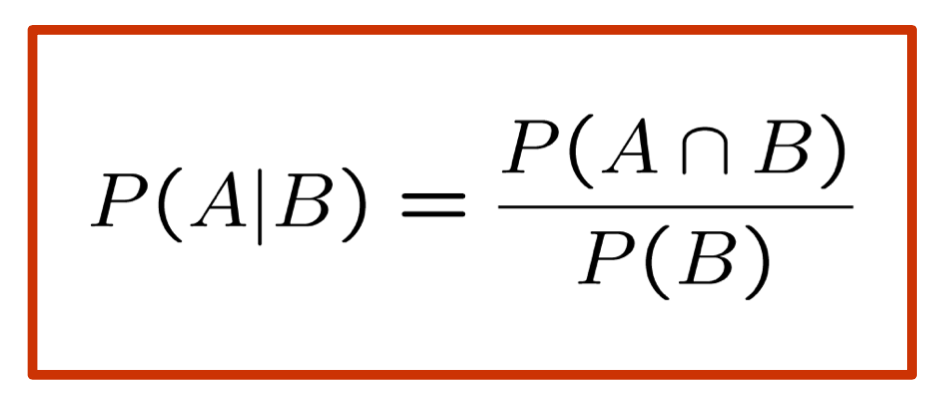 P(A|B) = P(A ∩ B) / P(B)